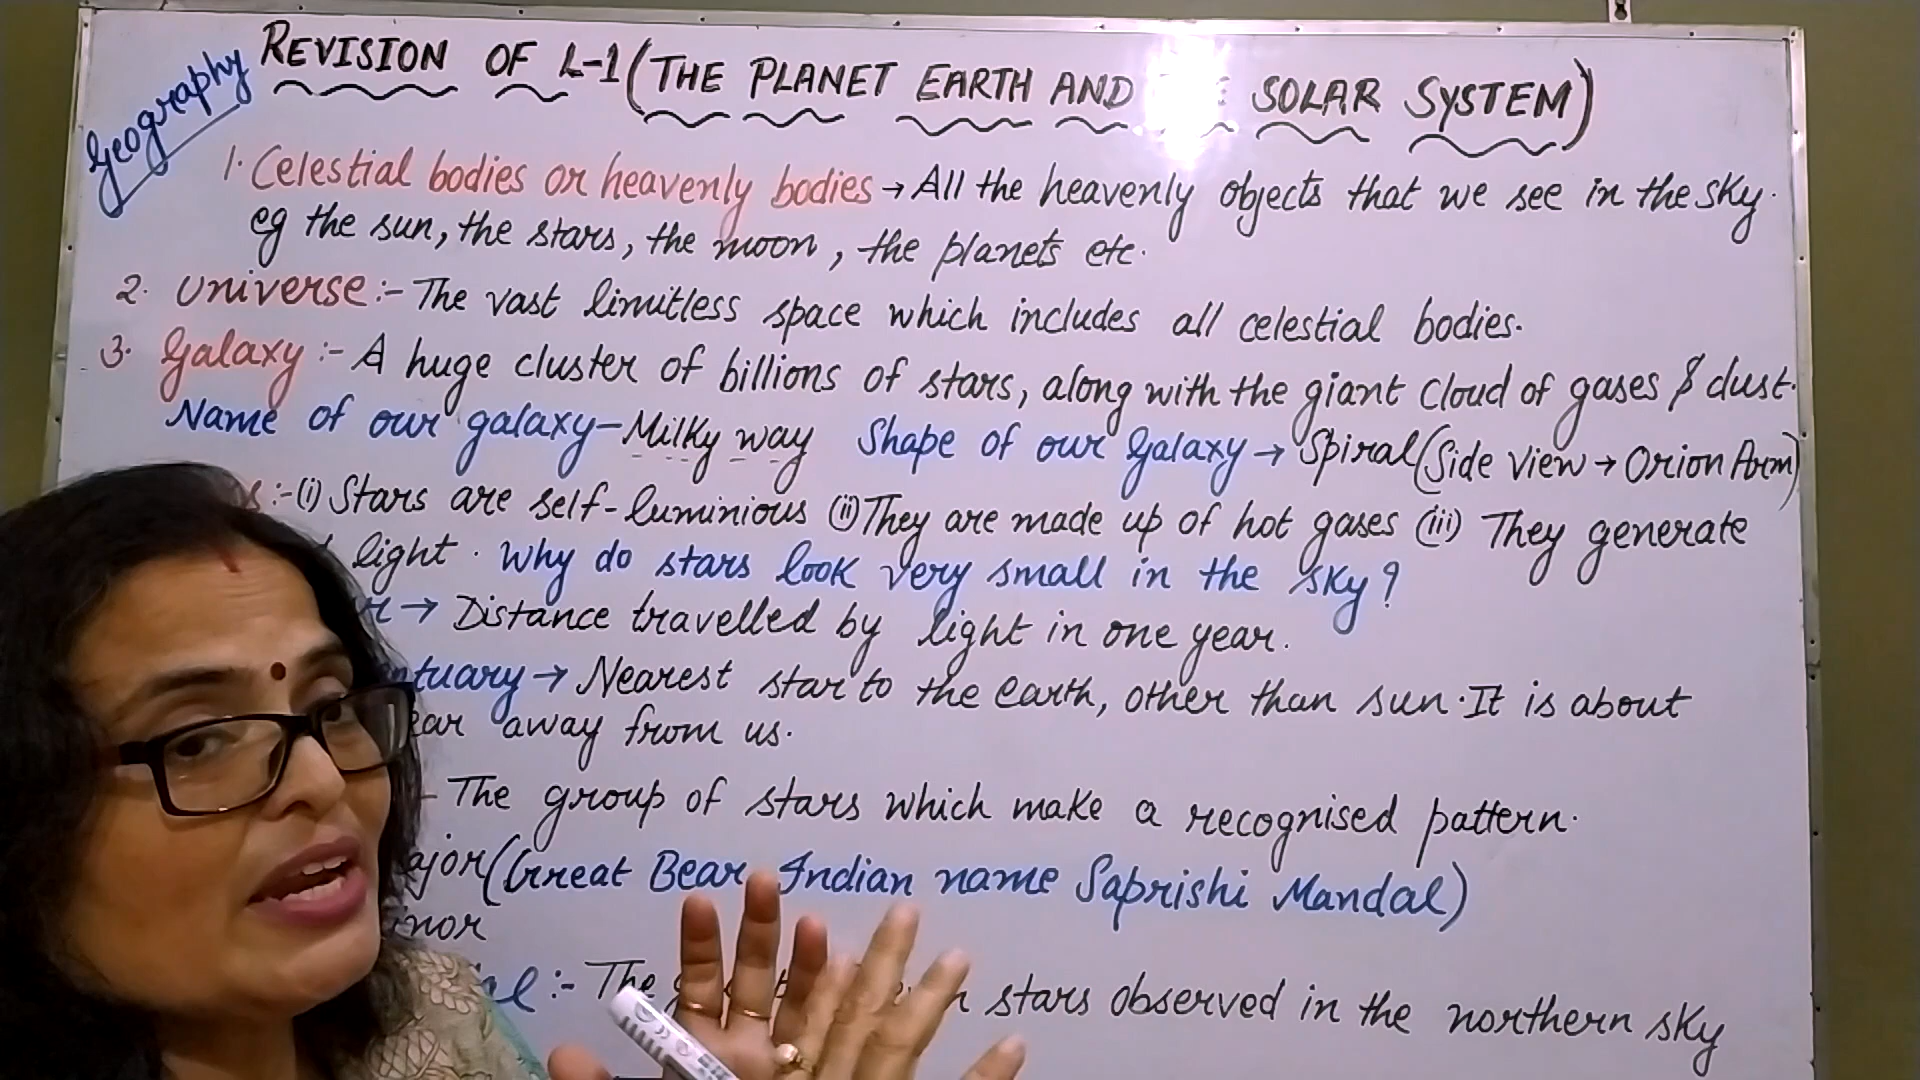 Geography
REVISION OF L-1 (THE PLANET EARTH AND SOLAR SYSTEM)
1. Celestial bodies or heavenly bodies → All the heavenly objects that we see in the sky.
eg the sun, the stars, the moon, the planets etc.
2. Universe:- The vast limitless space which includes all celestial bodies.
3. Galaxy:- A huge cluster of billions of stars, along with the giant cloud of gases & dust.
Name of our galaxy - Milky way Shape of our Galaxy → Spiral (Side view → Orion Arm)
:- (i) Stars are self-luminious (ii) They are made up of hot gases (iii) They generate
light. Why do stars look very small in the sky?
→ Distance travelled by light in one year.
→ Nearest star to the earth, other than sun. It is about
away from us.
- The group of stars which make a recognised pattern.
(Great Bear Indian name Saprishi Mandal)
:- The stars observed in the northern sky